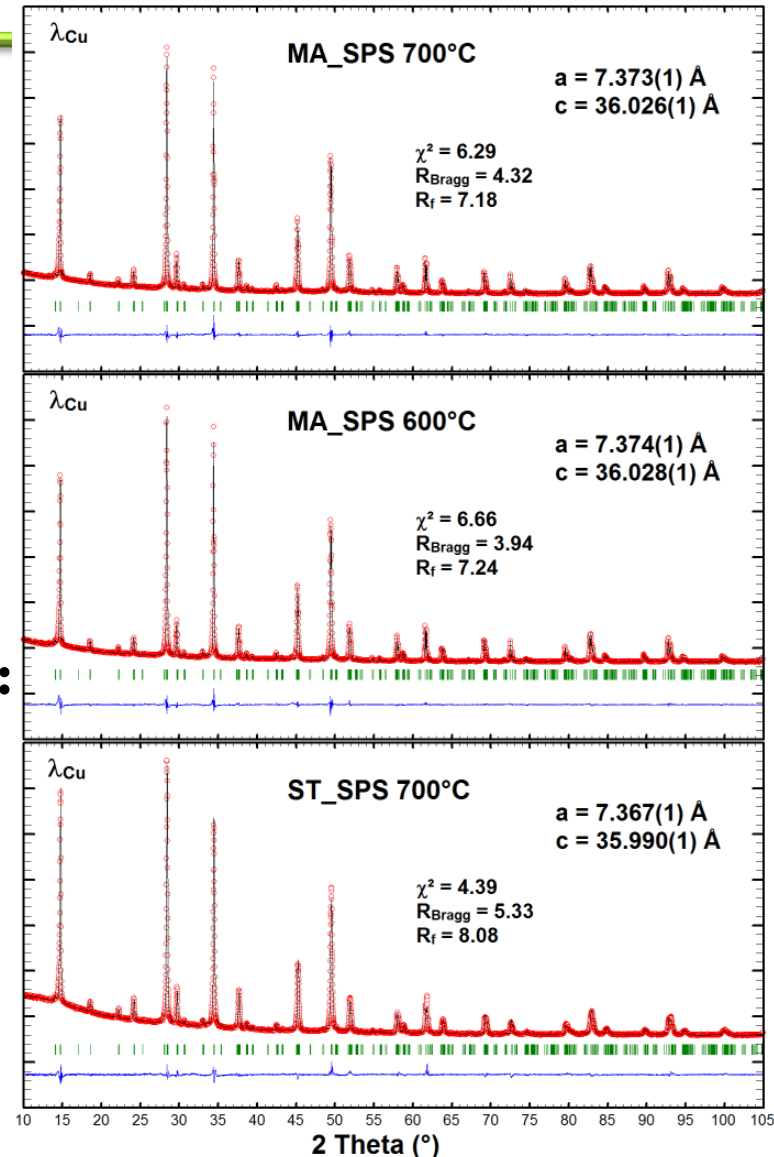 λCu
MA_SPS 700°C
a = 7.373(1) Å
c = 36.026(1) Å
χ² = 6.29
RBragg = 4.32
Rf = 7.18
λCu
MA_SPS 600°C
a = 7.374(1) Å
c = 36.028(1) Å
χ² = 6.66
RBragg = 3.94
Rf = 7.24
:
λCu
ST_SPS 700°C
a = 7.367(1) Å
c = 35.990(1) Å
χ² = 4.39
RBragg = 5.33
Rf = 8.08
10 15 20 25 30 35 40 45 50 55 60 65 70 75 80 85 90 95 100 105
2 Theta (°)